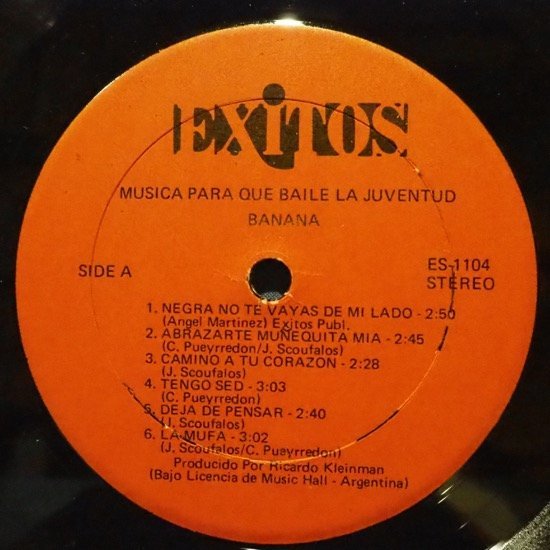 EXITOS
MUSICA PARA QUE BAILE LA JUVENTUD
BANANA
SIDE A
ES-1104
STEREO
1. NEGRA NO TE VAYAS DE MI LADO - 2:50
(Angel Martinez) Exitos Publ.
2. ABRAZARTE MUÑEQUITA MIA - 2:45
(C. Pueyrredon/J. Scoufalos)
3. CAMINO A TU CORAZON - 2:28
(J. Scoufalos)
4. TENGO SED - 3:03
(C. Pueyrredon)
5. DEJA DE PENSAR - 2:40
(J. Scoufalos)
6. LA MUFA - 3:02
(J. Scoufalos/C. Pueyrredon)
Producido Por Ricardo Kleinman
(Bajo Licencia de Music Hall - Argentina)